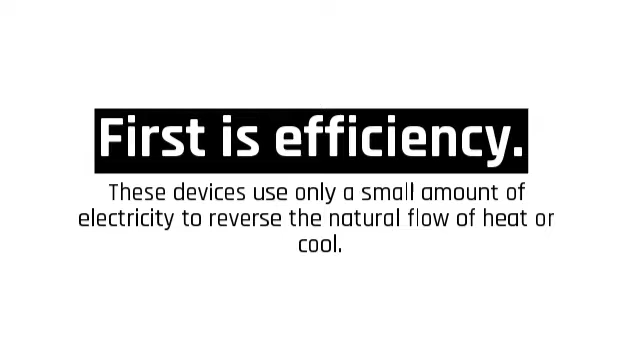 First is efficiency.
These devices use only a small amount of
electricity to reverse the natural flow of heat or
cool.